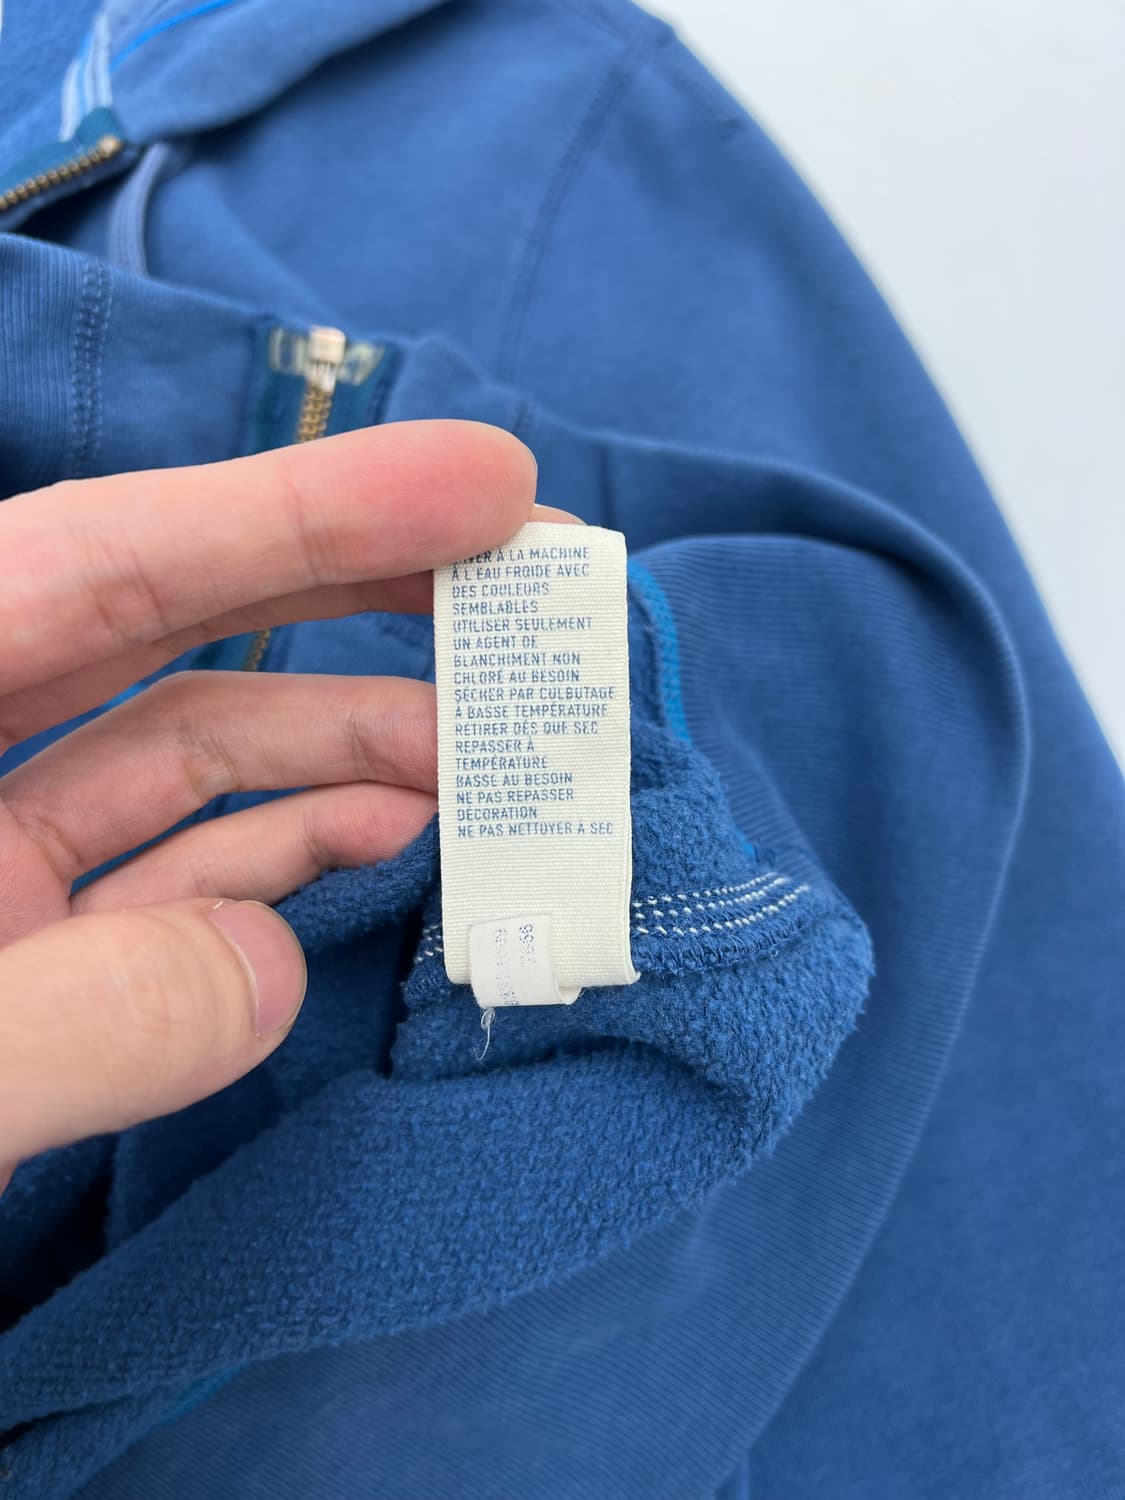 À LA MACHINE
À L'EAU FROIDE AVEC
DES COULEURS
SEMBLABLES
UTILISER SEULEMENT
UN AGENT DE
BLANCHIMENT NON
CHLORÉ AU BESOIN
SÉCHER PAR CULBUTAGE
À BASSE TEMPÉRATURE
RETIRER DÈS QUE SEC
REPASSER À
TEMPÉRATURE
BASSE AU BESOIN
NE PAS REPASSER
DÉCORATION
NE PAS NETTOYER À SEC